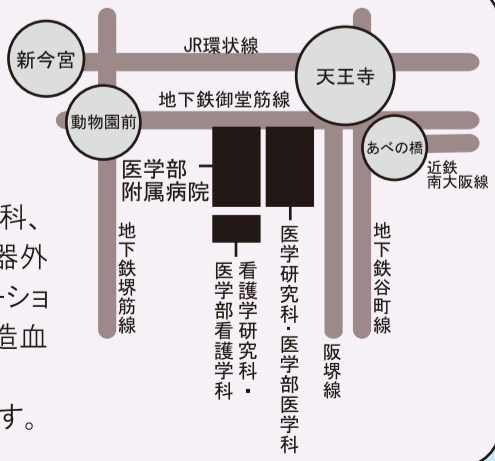 新今宮
JR環状線
天王寺
動物園前
地下鉄御堂筋線
あべの橋
近鉄
南大阪線
医学部
附属病院
地下鉄堺筋線
看護学研究科・
医学部看護学科
医学研究科・医学部医学科
阪堺線
地下鉄谷町線
科、
器外
ーショ
造血
す。